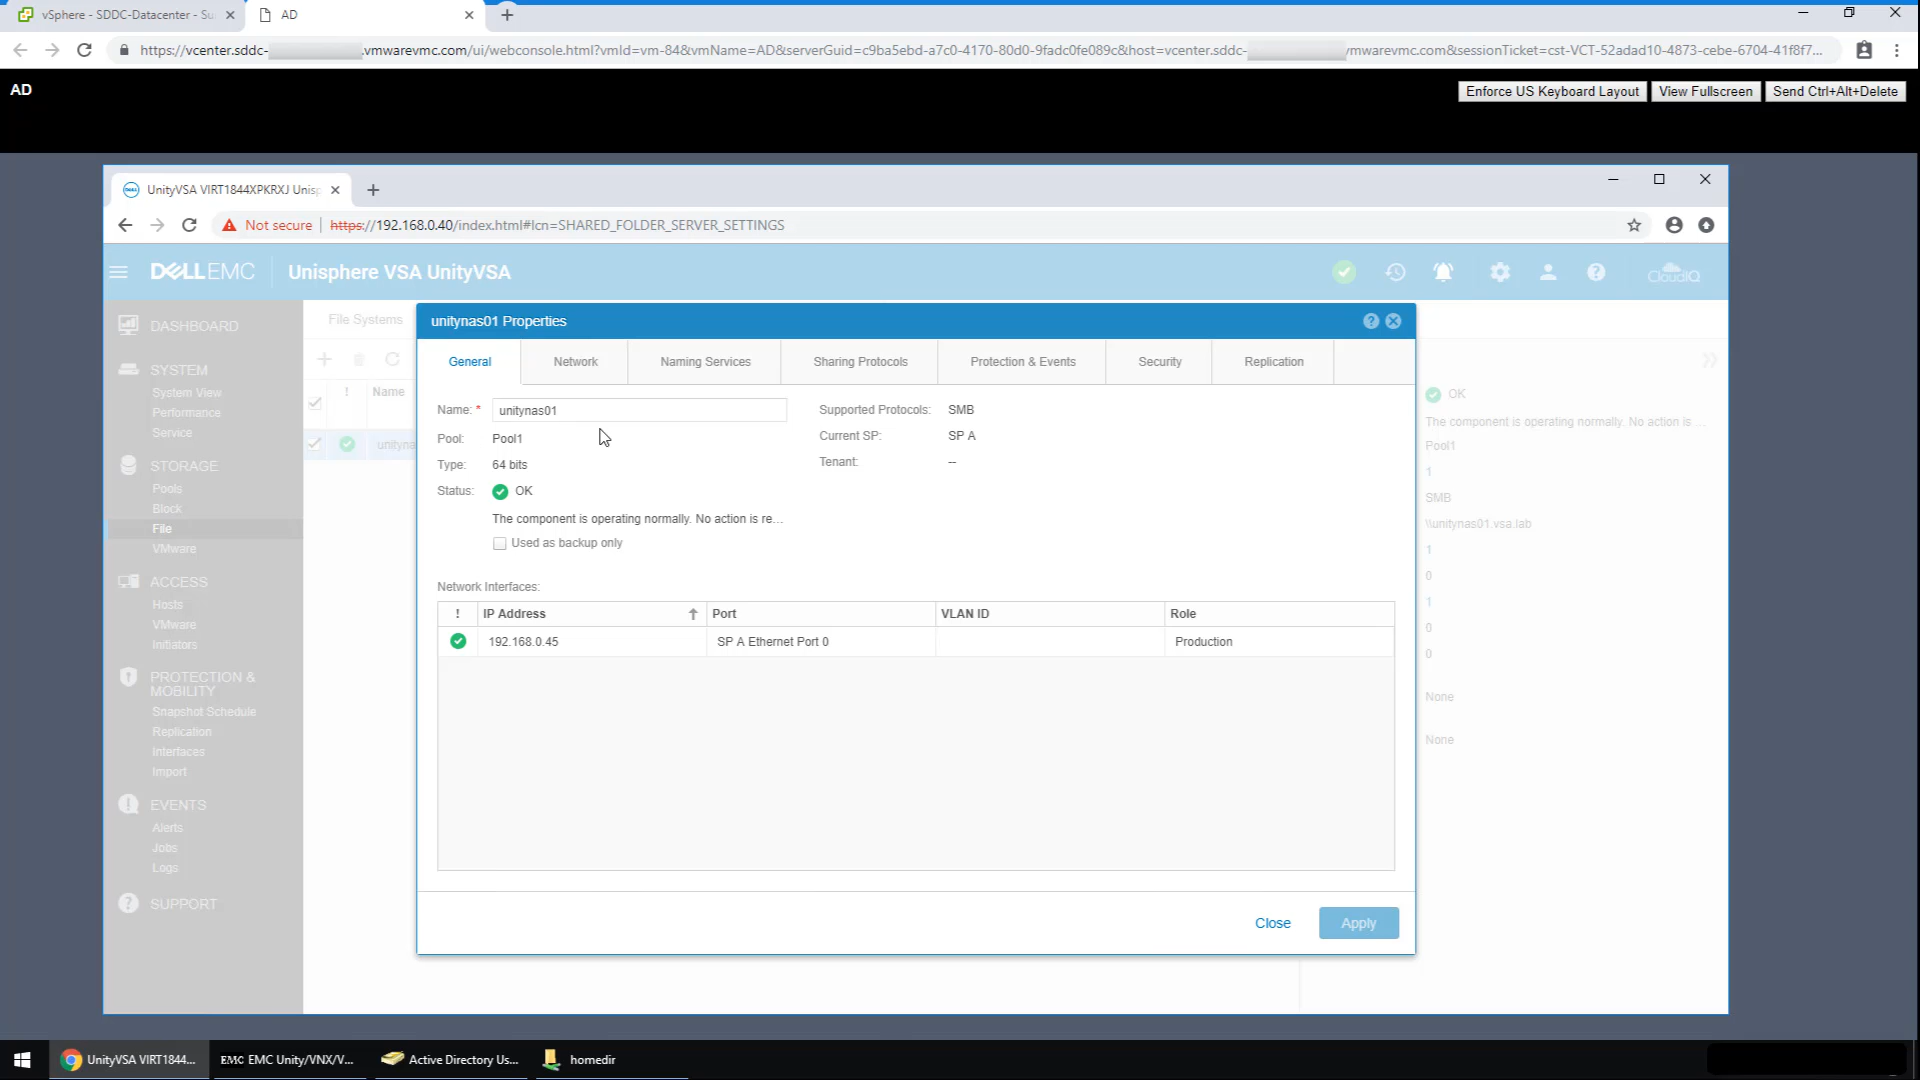 vSphere - SDDC-Datacenter - Su
AD
https://vcenter.sddc-
.vmwarevmc.com/ui/webconsole.html?vmId=vm-84&vmName=AD&serverGuid=c9ba5ebd-a7c0-4170-80d0-9fadc0fe089c&host=vcenter.sddc-
vmwarevmc.com&sessionTicket=cst-VCT-52adad10-4873-cebe-6704-41f8f7...
AD
Enforce US Keyboard Layout
View Fullscreen
Send Ctrl+Alt+Delete
UnityVSA VIRT1844XPKRXJ Unisp
Not secure
https://192.168.0.40/index.html#lcn=SHARED_FOLDER_SERVER_SETTINGS
DELLEMC
Unisphere VSA UnityVSA
CloudIQ
DASHBOARD
SYSTEM
System View
Performance
Service
STORAGE
Pools
Block
File
VMware
ACCESS
Hosts
VMware
Initiators
PROTECTION &
MOBILITY
Snapshot Schedule
Replication
Interfaces
Import
EVENTS
Alerts
Jobs
Logs
SUPPORT
File Systems
! Name
unityna
unitynas01 Properties
General
Network
Naming Services
Sharing Protocols
Protection & Events
Security
Replication
Name: * unitynas01
Pool: Pool1
Type: 64 bits
Status: OK
The component is operating normally. No action is re...
Used as backup only
Supported Protocols: SMB
Current SP: SP A
Tenant: --
Network Interfaces:
! IP Address Port VLAN ID Role
192.168.0.45 SP A Ethernet Port 0 Production
Close
Apply
OK
The component is operating normally. No action is ...
Pool1
1
SMB
\\unitynas01.vsa.lab
1
0
1
0
0
None
None
UnityVSA VIRT1844...
EMC EMC Unity/VNX/V...
Active Directory Us...
homedir